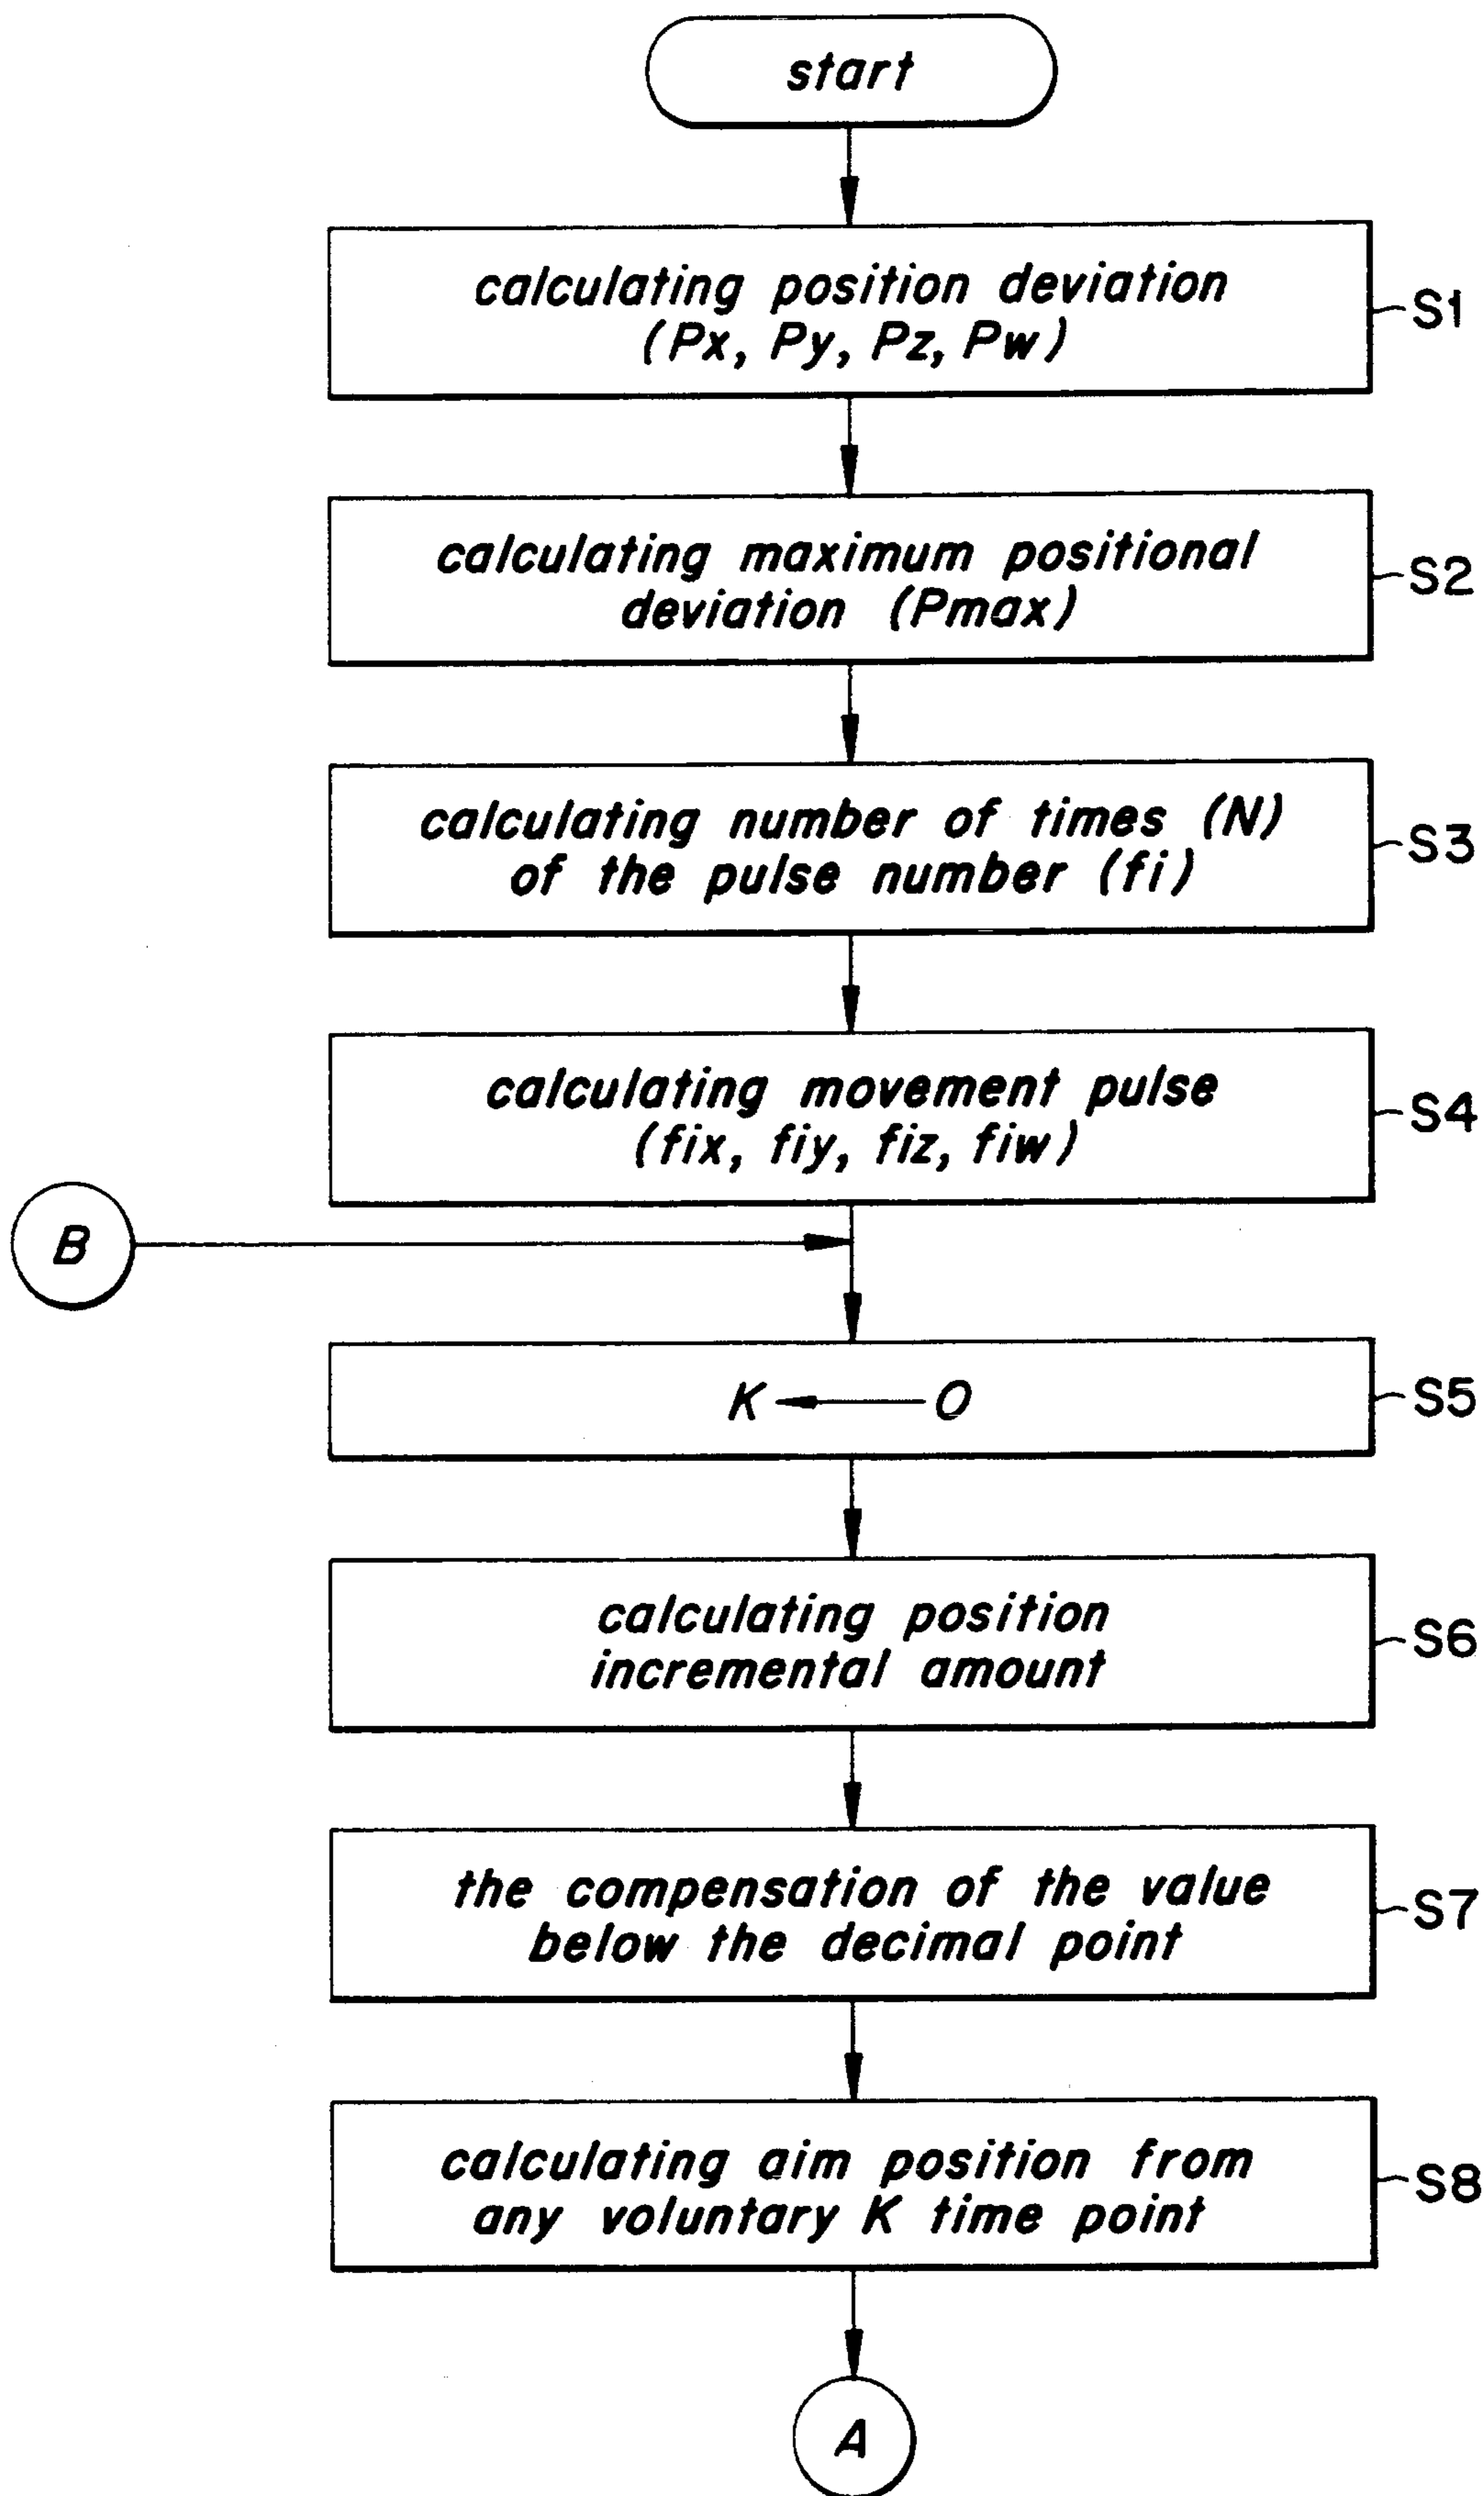 start
calculating position deviation
(Px, Py, Pz, Pw)
S1
calculating maximum positional
deviation (Pmax)
S2
calculating number of times (N)
of the pulse number (fi)
S3
calculating movement pulse
(fix, fiy, fiz, fiw)
S4
B
K ← O
S5
calculating position
incremental amount
S6
the compensation of the value
below the decimal point
S7
calculating aim position from
any voluntary K time point
S8
A